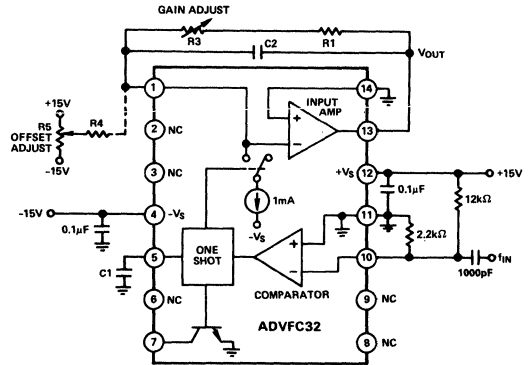 GAIN ADJUST
R3
R1
C2
VOUT
1
14
+15V
R5
OFFSET
ADJUST
-15V
R4
2
NC
INPUT
AMP
+
−
13
3
NC
+VS
12
+15V
0.1μF
12kΩ
1mA
-VS
-15V
4
-VS
0.1μF
11
2.2kΩ
5
C1
ONE
SHOT
+
−
COMPARATOR
10
fIN
1000pF
6
NC
9
NC
ADVFC32
7
8
NC